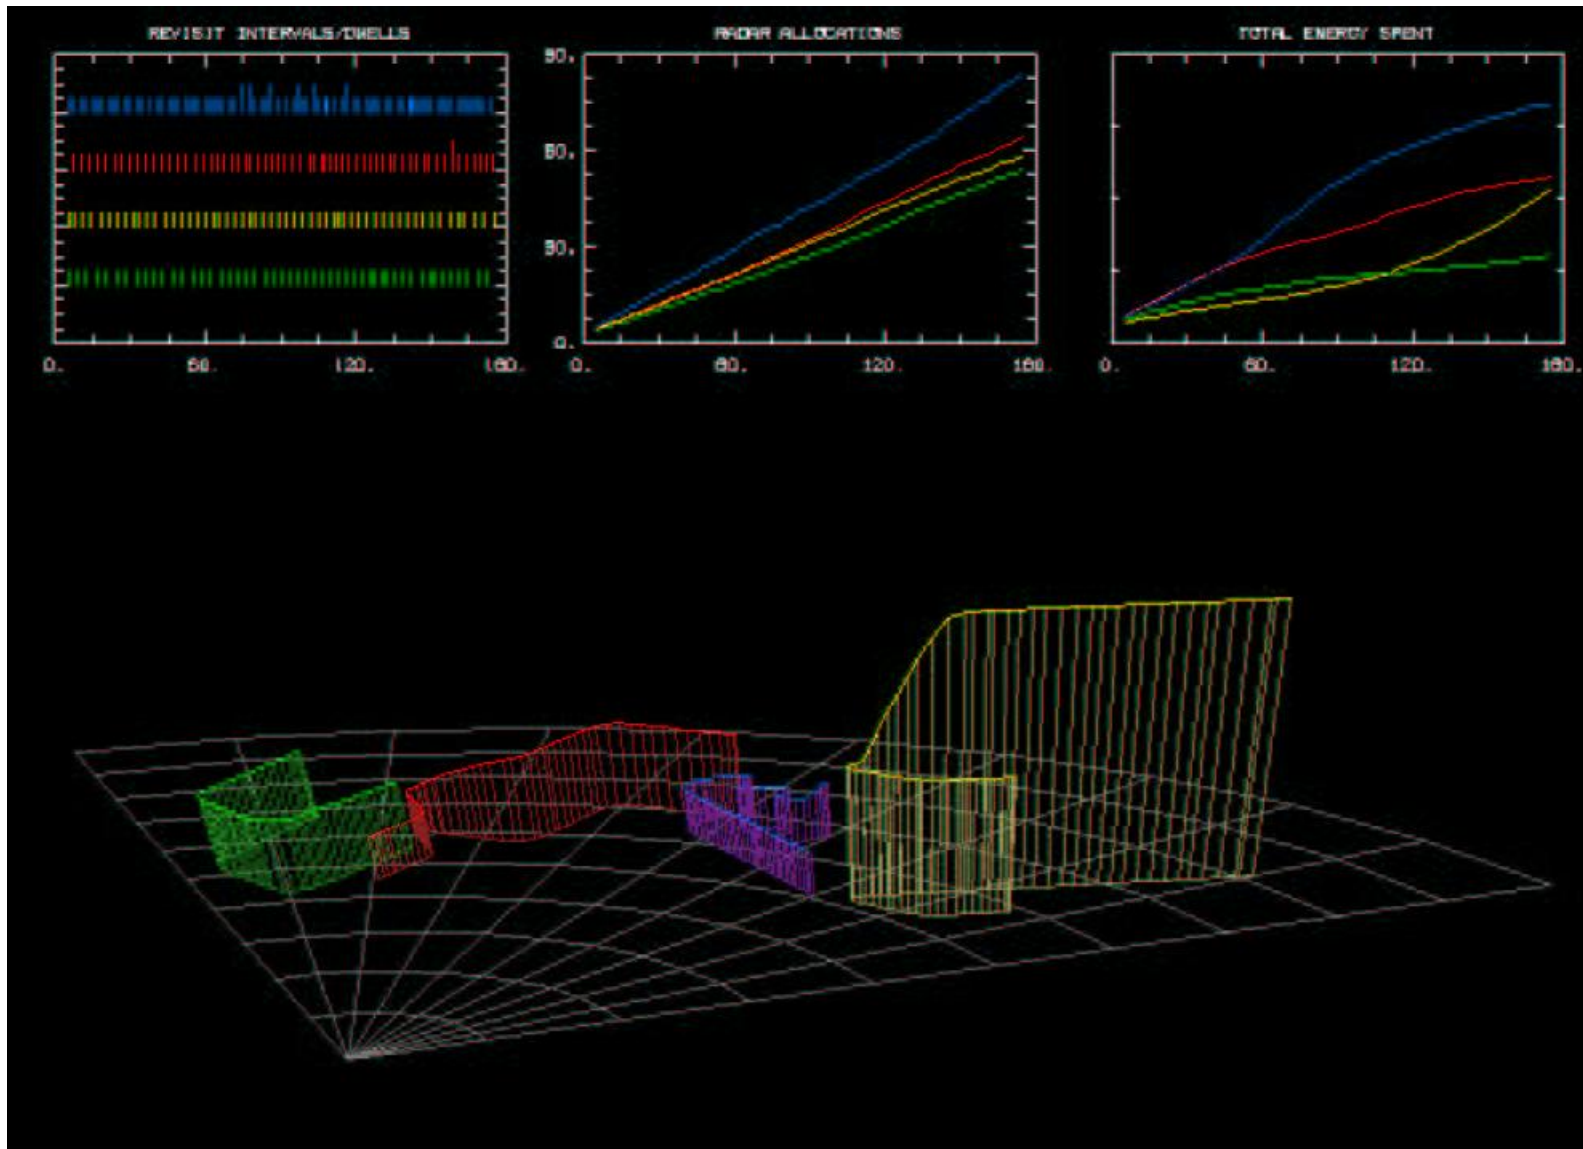 REVISIT INTERVALS/DWELLS
RADAR ALLOCATIONS
TOTAL ENERGY SPENT
90.
60.
30.
0.
0. 60. 120. 180.
0. 60. 120. 180.
0. 60. 120. 180.